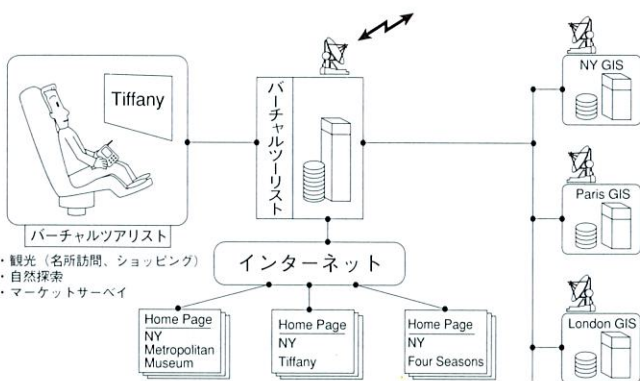 Tiffany
バーチャルツアリスト
・観光（名所訪問、ショッピング）
・自然探索
・マーケットサーベイ
バーチャルツーリスト
インターネット
Home Page
NY
Metropolitan
Museum
Home Page
NY
Tiffany
Home Page
NY
Four Seasons
NY GIS
Paris GIS
London GIS